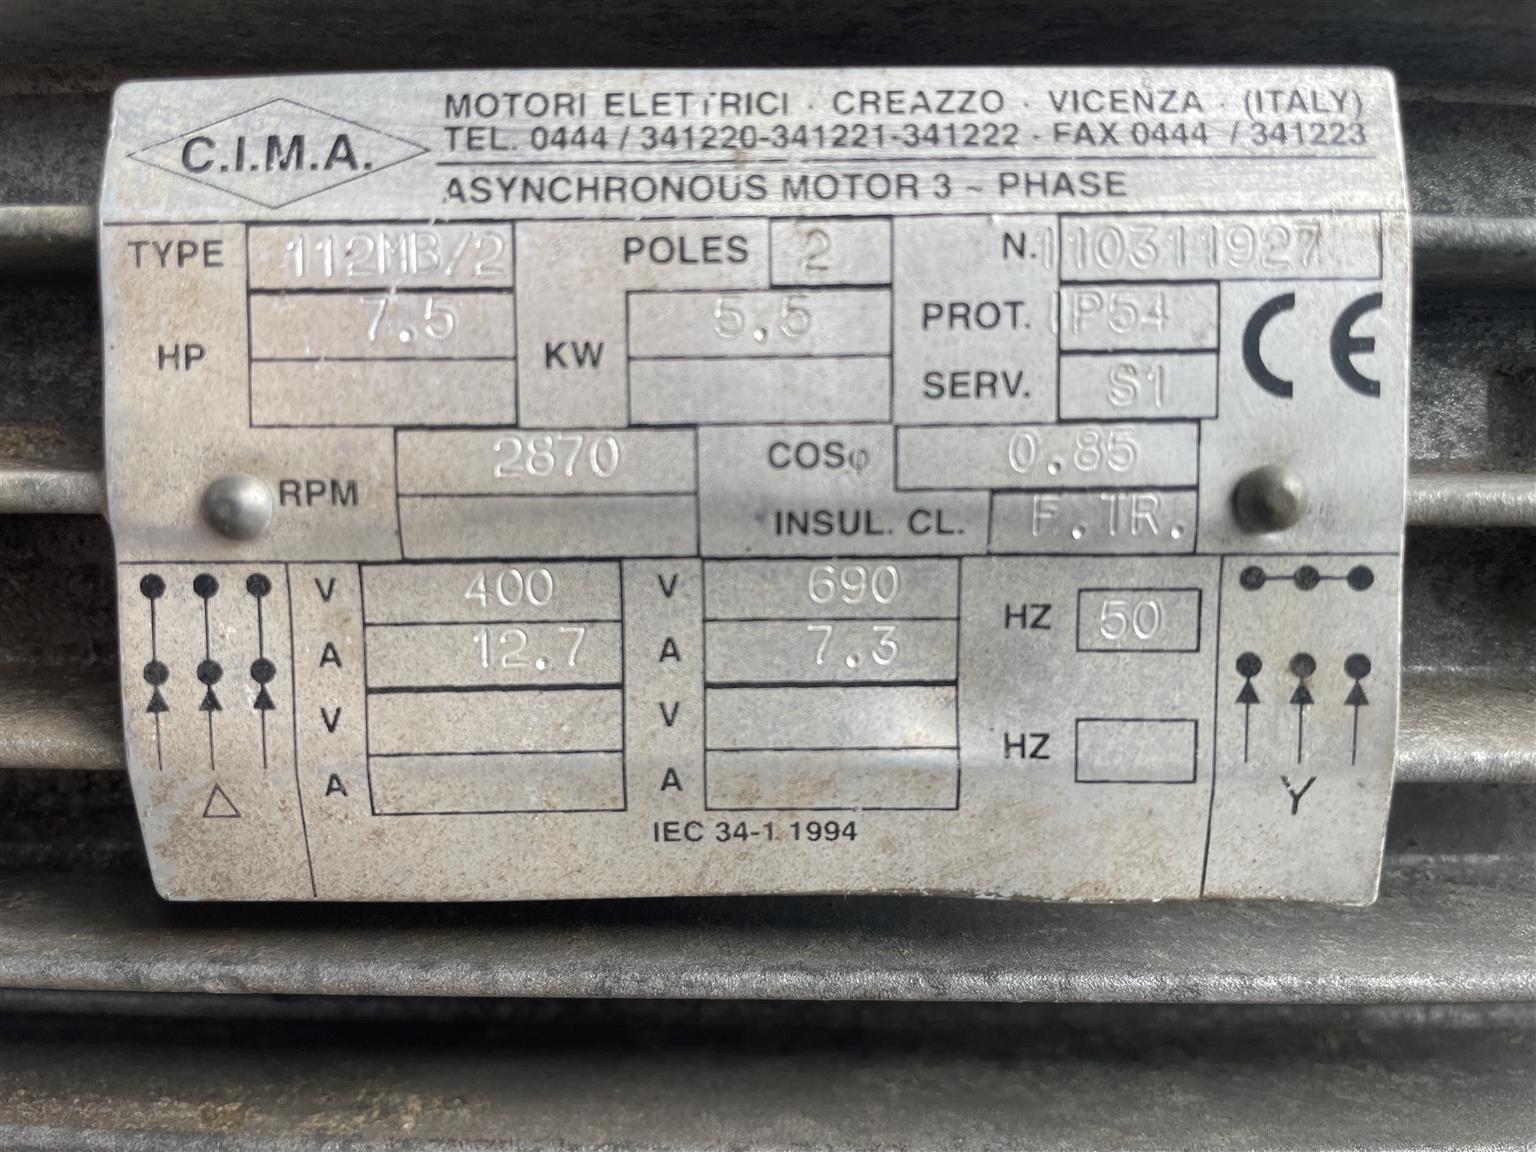 C.I.M.A.
MOTORI ELETTRICI · CREAZZO · VICENZA · (ITALY)
TEL. 0444 / 341220-341221-341222 - FAX 0444 / 341223
ASYNCHRONOUS MOTOR 3 ~ PHASE
TYPE 112MB/2 POLES 2 N. 110311927
HP 7.5 KW 5.5 PROT. IP54 CE
SERV. S1
RPM 2870 COSφ 0.85
INSUL. CL. F.TR.
V 400 V 690 HZ 50
A 12.7 A 7.3
V V HZ
A A
△ Y
IEC 34-1 1994